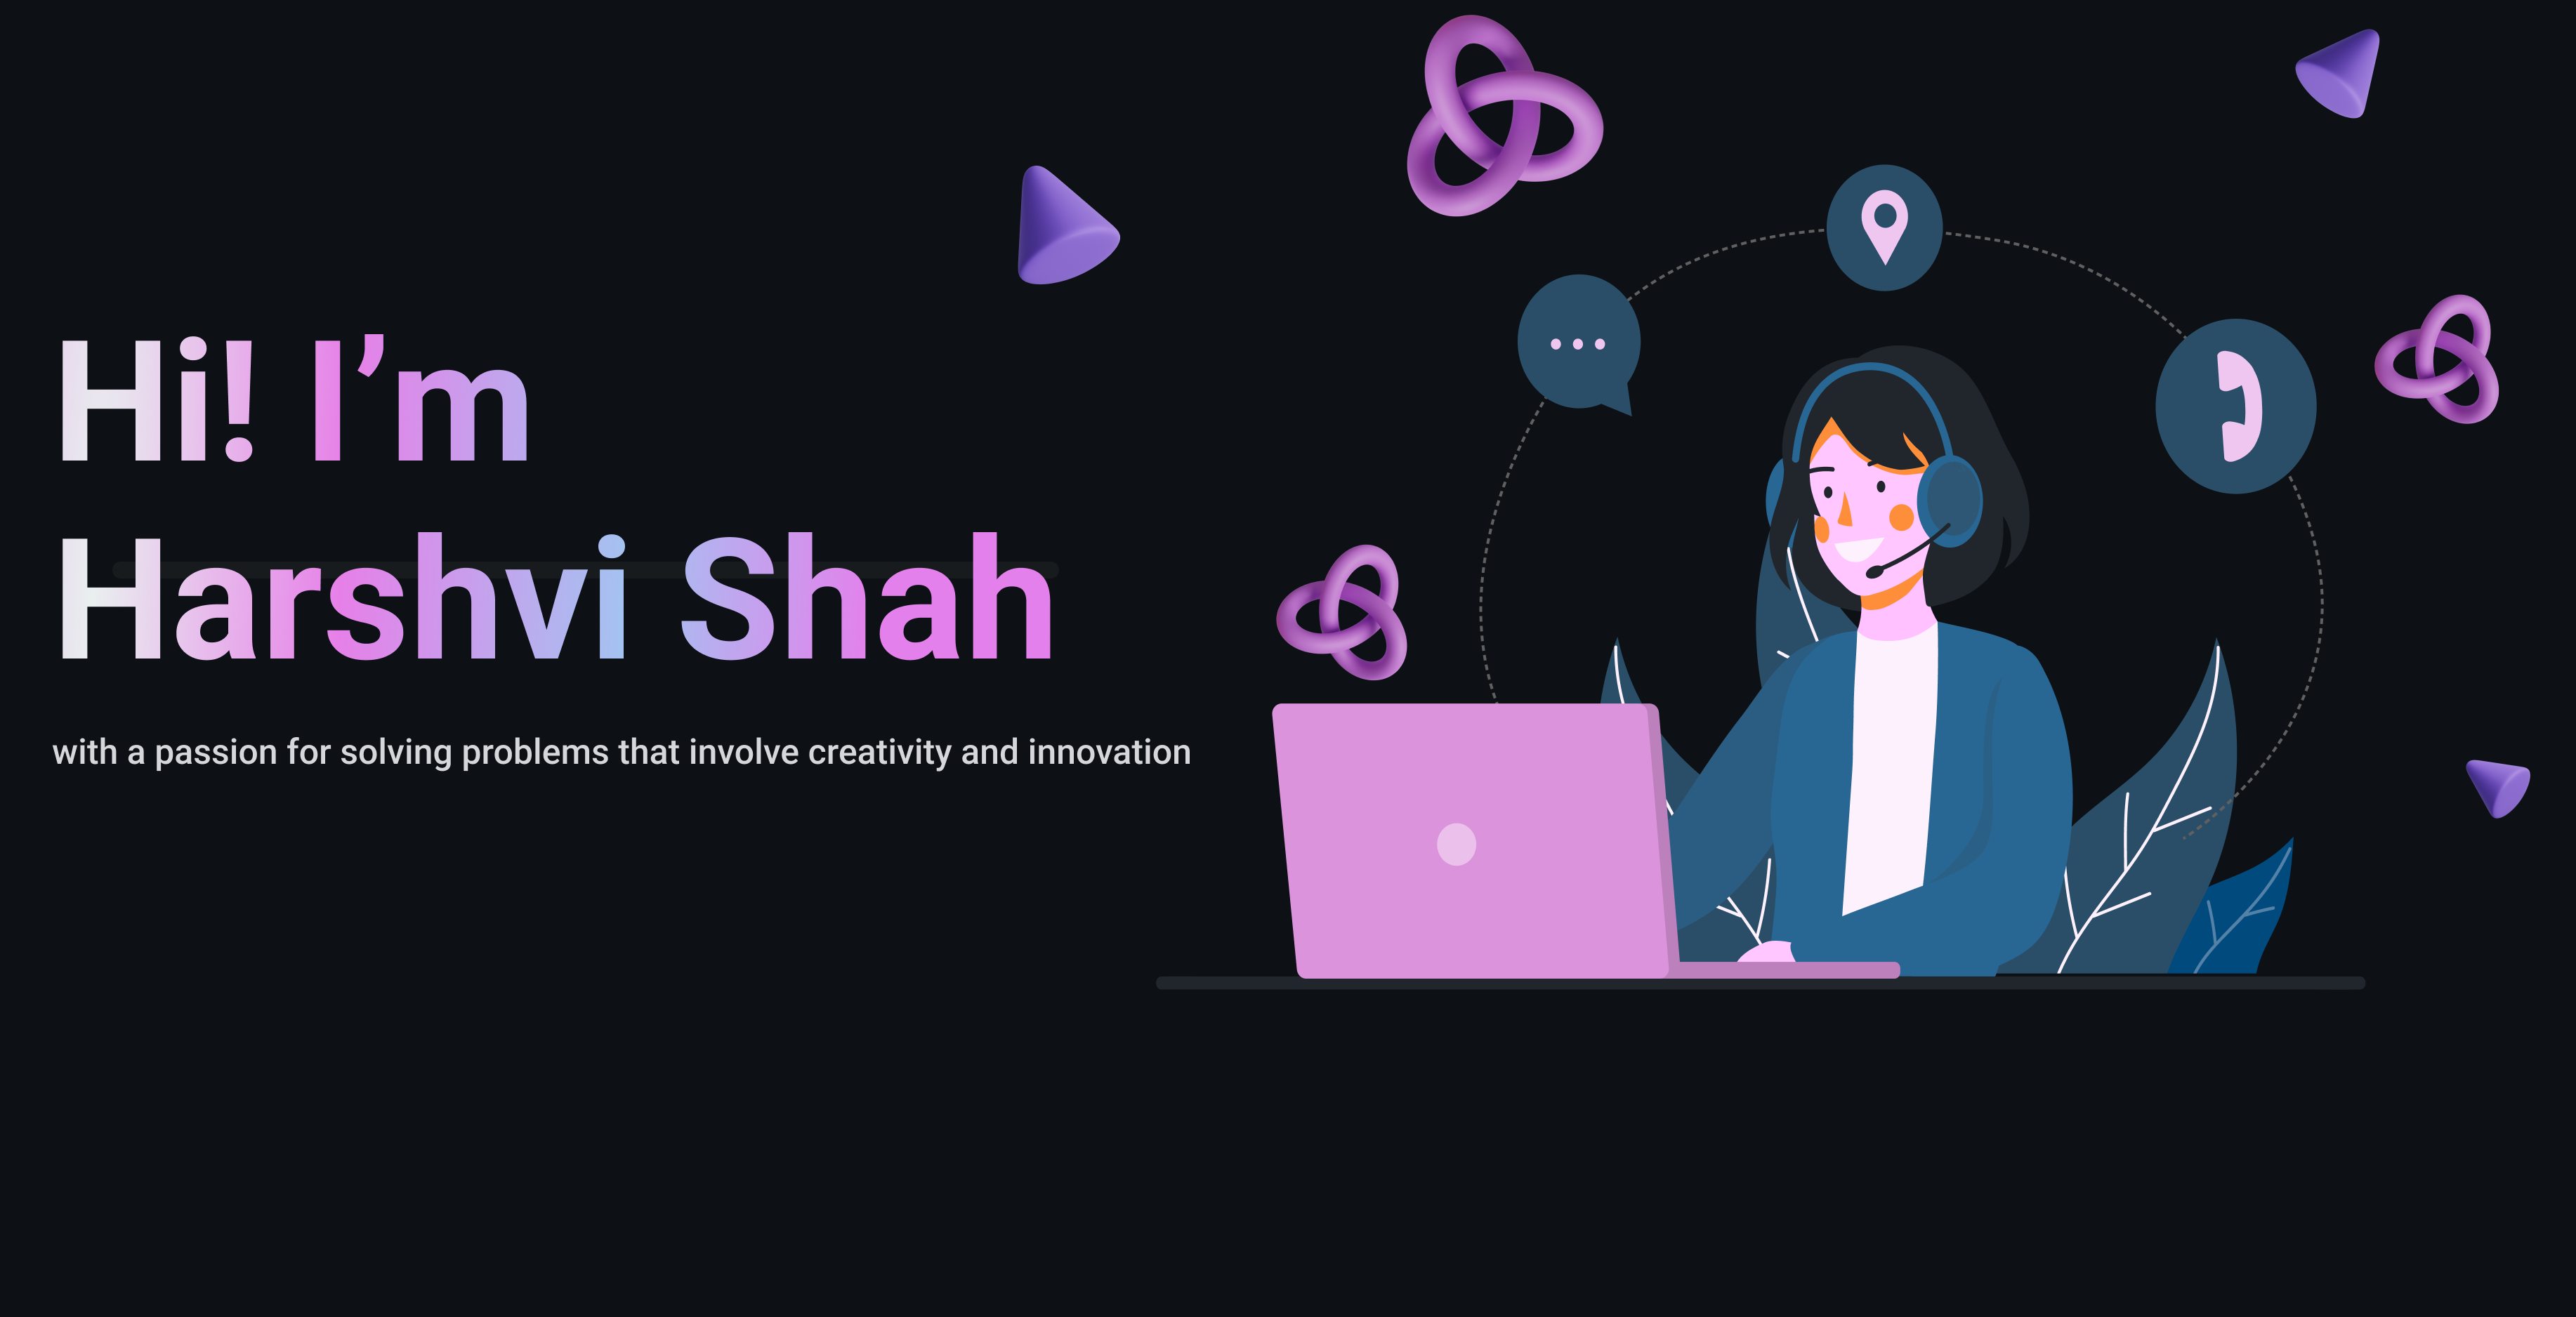 Hi! I’m
Harshvi Shah
with a passion for solving problems that involve creativity and innovation